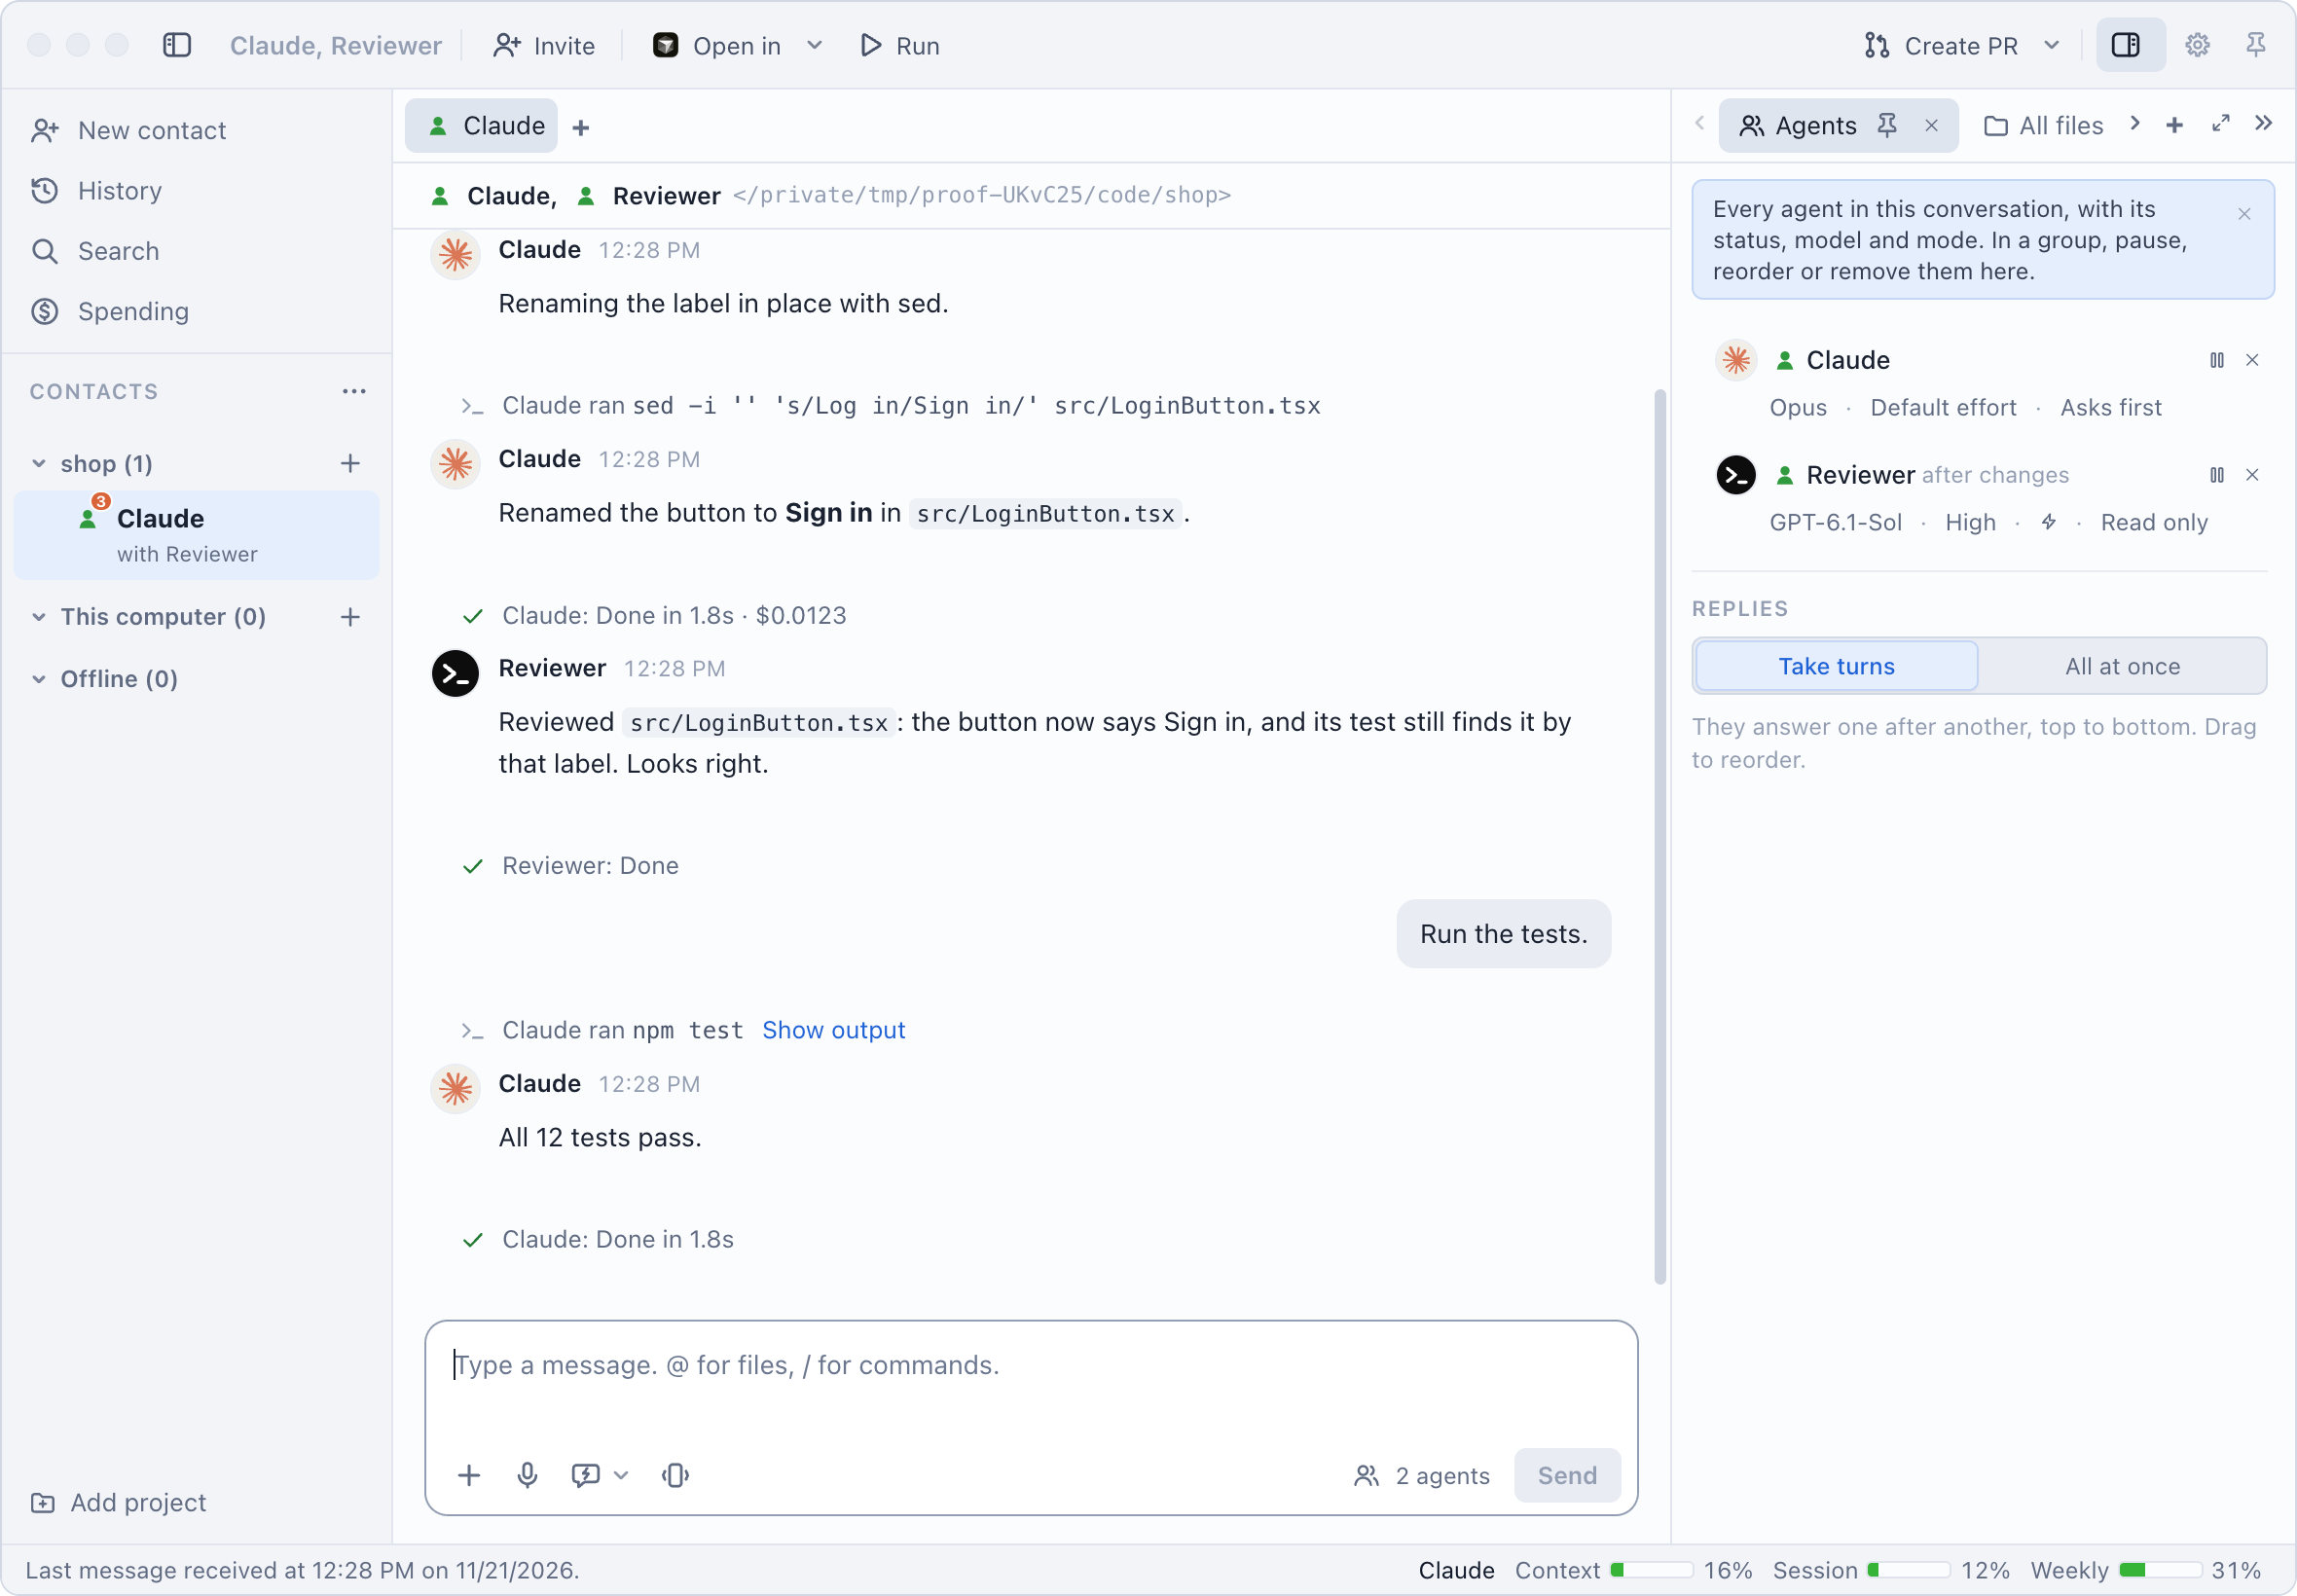 Claude, Reviewer
Invite
Open in
Run
Create PR
New contact
History
Search
Spending
CONTACTS
shop (1)
3
Claude
with Reviewer
This computer (0)
Offline (0)
Add project
Claude
Claude, Reviewer </private/tmp/proof-UKvC25/code/shop>
Claude 12:28 PM
Renaming the label in place with sed.
Claude ran sed -i '' 's/Log in/Sign in/' src/LoginButton.tsx
Claude 12:28 PM
Renamed the button to Sign in in src/LoginButton.tsx.
Claude: Done in 1.8s · $0.0123
Reviewer 12:28 PM
Reviewed src/LoginButton.tsx: the button now says Sign in, and its test still finds it by
that label. Looks right.
Reviewer: Done
Run the tests.
Claude ran npm test Show output
Claude 12:28 PM
All 12 tests pass.
Claude: Done in 1.8s
Type a message. @ for files, / for commands.
2 agents
Send
Agents
All files
Every agent in this conversation, with its
status, model and mode. In a group, pause,
reorder or remove them here.
Claude
Opus · Default effort · Asks first
Reviewer after changes
GPT-6.1-Sol · High · · Read only
REPLIES
Take turns
All at once
They answer one after another, top to bottom. Drag
to reorder.
Last message received at 12:28 PM on 11/21/2026.
Claude Context 16% Session 12% Weekly 31%